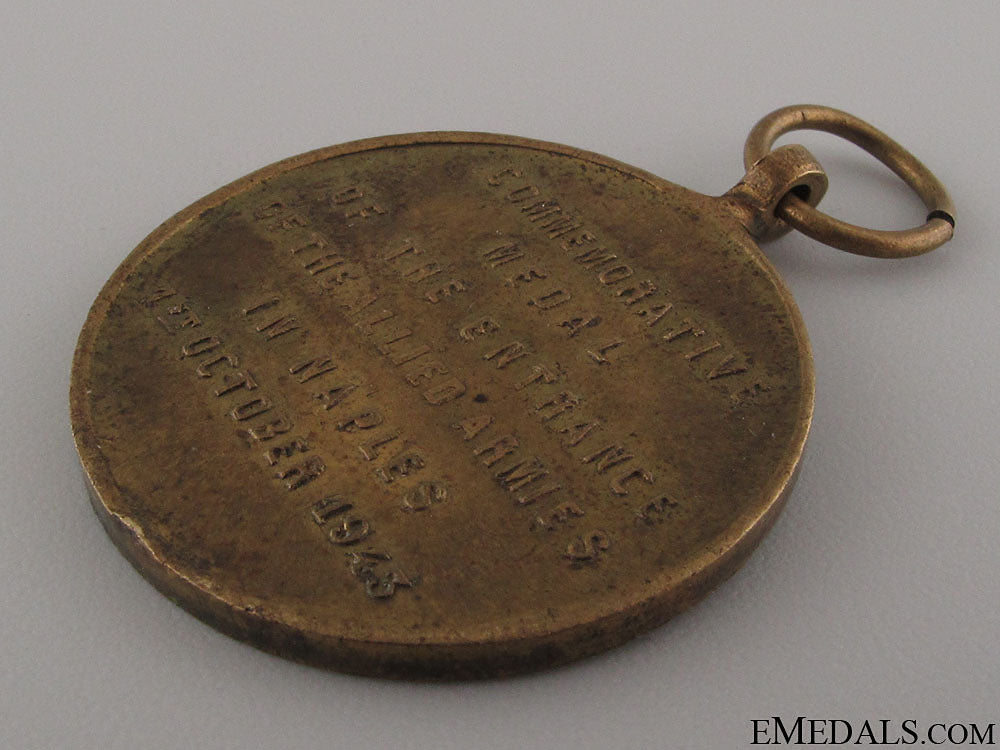 COMMEMORATIVE
MEDAL
OF THE ENTRANCE
OF THE ALLIED ARMIES
IN NAPLES
1ST OCTOBER 1943
EMEDALS.COM